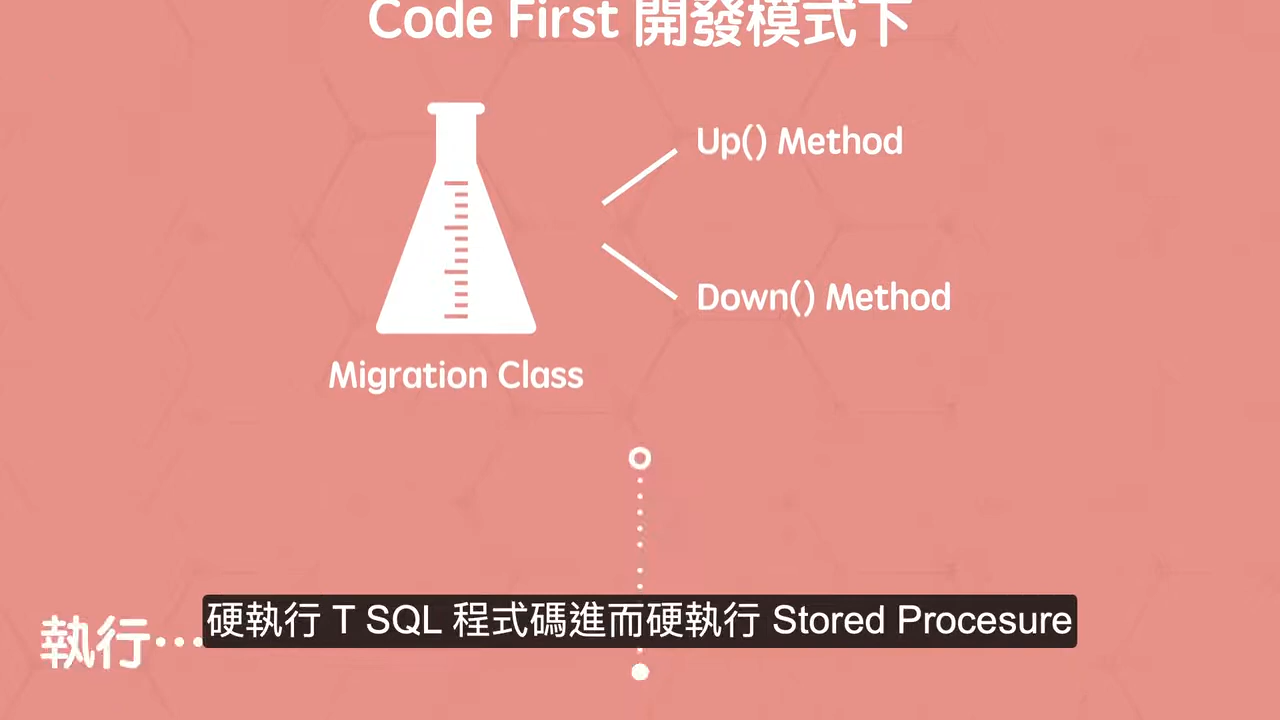 Code First 開發模式下
Up() Method
Down() Method
Migration Class
執行…
硬執行 T SQL 程式碼進而硬執行 Stored Procesure